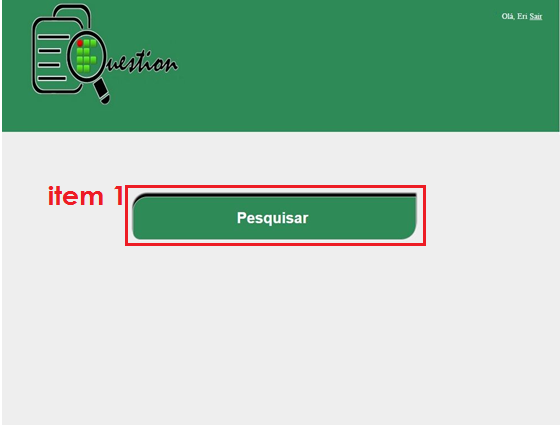 Olá, Eri Sair
Question
item 1
Pesquisar